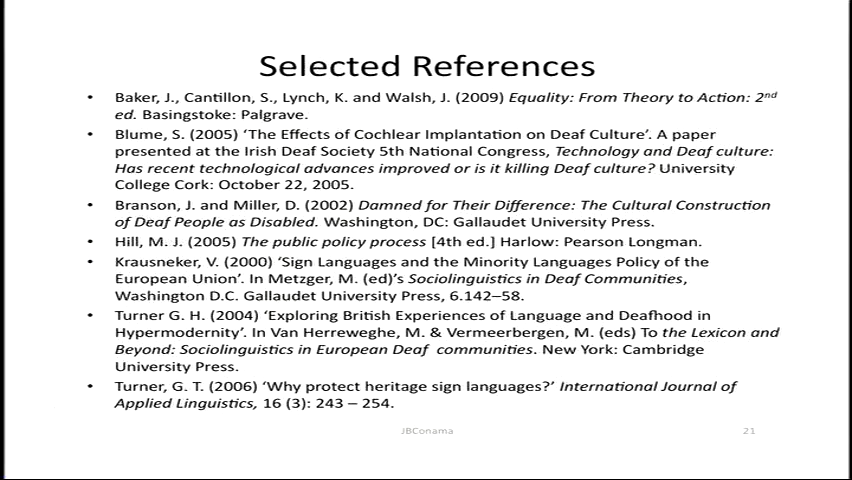 Selected References
• Baker, J., Cantillon, S., Lynch, K. and Walsh, J. (2009) Equality: From Theory to Action: 2nd
ed. Basingstoke: Palgrave.
• Blume, S. (2005) ‘The Effects of Cochlear Implantation on Deaf Culture’. A paper
presented at the Irish Deaf Society 5th National Congress, Technology and Deaf culture:
Has recent technological advances improved or is it killing Deaf culture? University
College Cork: October 22, 2005.
• Branson, J. and Miller, D. (2002) Damned for Their Difference: The Cultural Construction
of Deaf People as Disabled. Washington, DC: Gallaudet University Press.
• Hill, M. J. (2005) The public policy process [4th ed.] Harlow: Pearson Longman.
• Krausneker, V. (2000) ‘Sign Languages and the Minority Languages Policy of the
European Union’. In Metzger, M. (ed)’s Sociolinguistics in Deaf Communities,
Washington D.C. Gallaudet University Press, 6.142–58.
• Turner G. H. (2004) ‘Exploring British Experiences of Language and Deafhood in
Hypermodernity’. In Van Herreweghe, M. & Vermeerbergen, M. (eds) To the Lexicon and
Beyond: Sociolinguistics in European Deaf communities. New York: Cambridge
University Press.
• Turner, G. T. (2006) ‘Why protect heritage sign languages?’ International Journal of
Applied Linguistics, 16 (3): 243 – 254.
JBConama
21